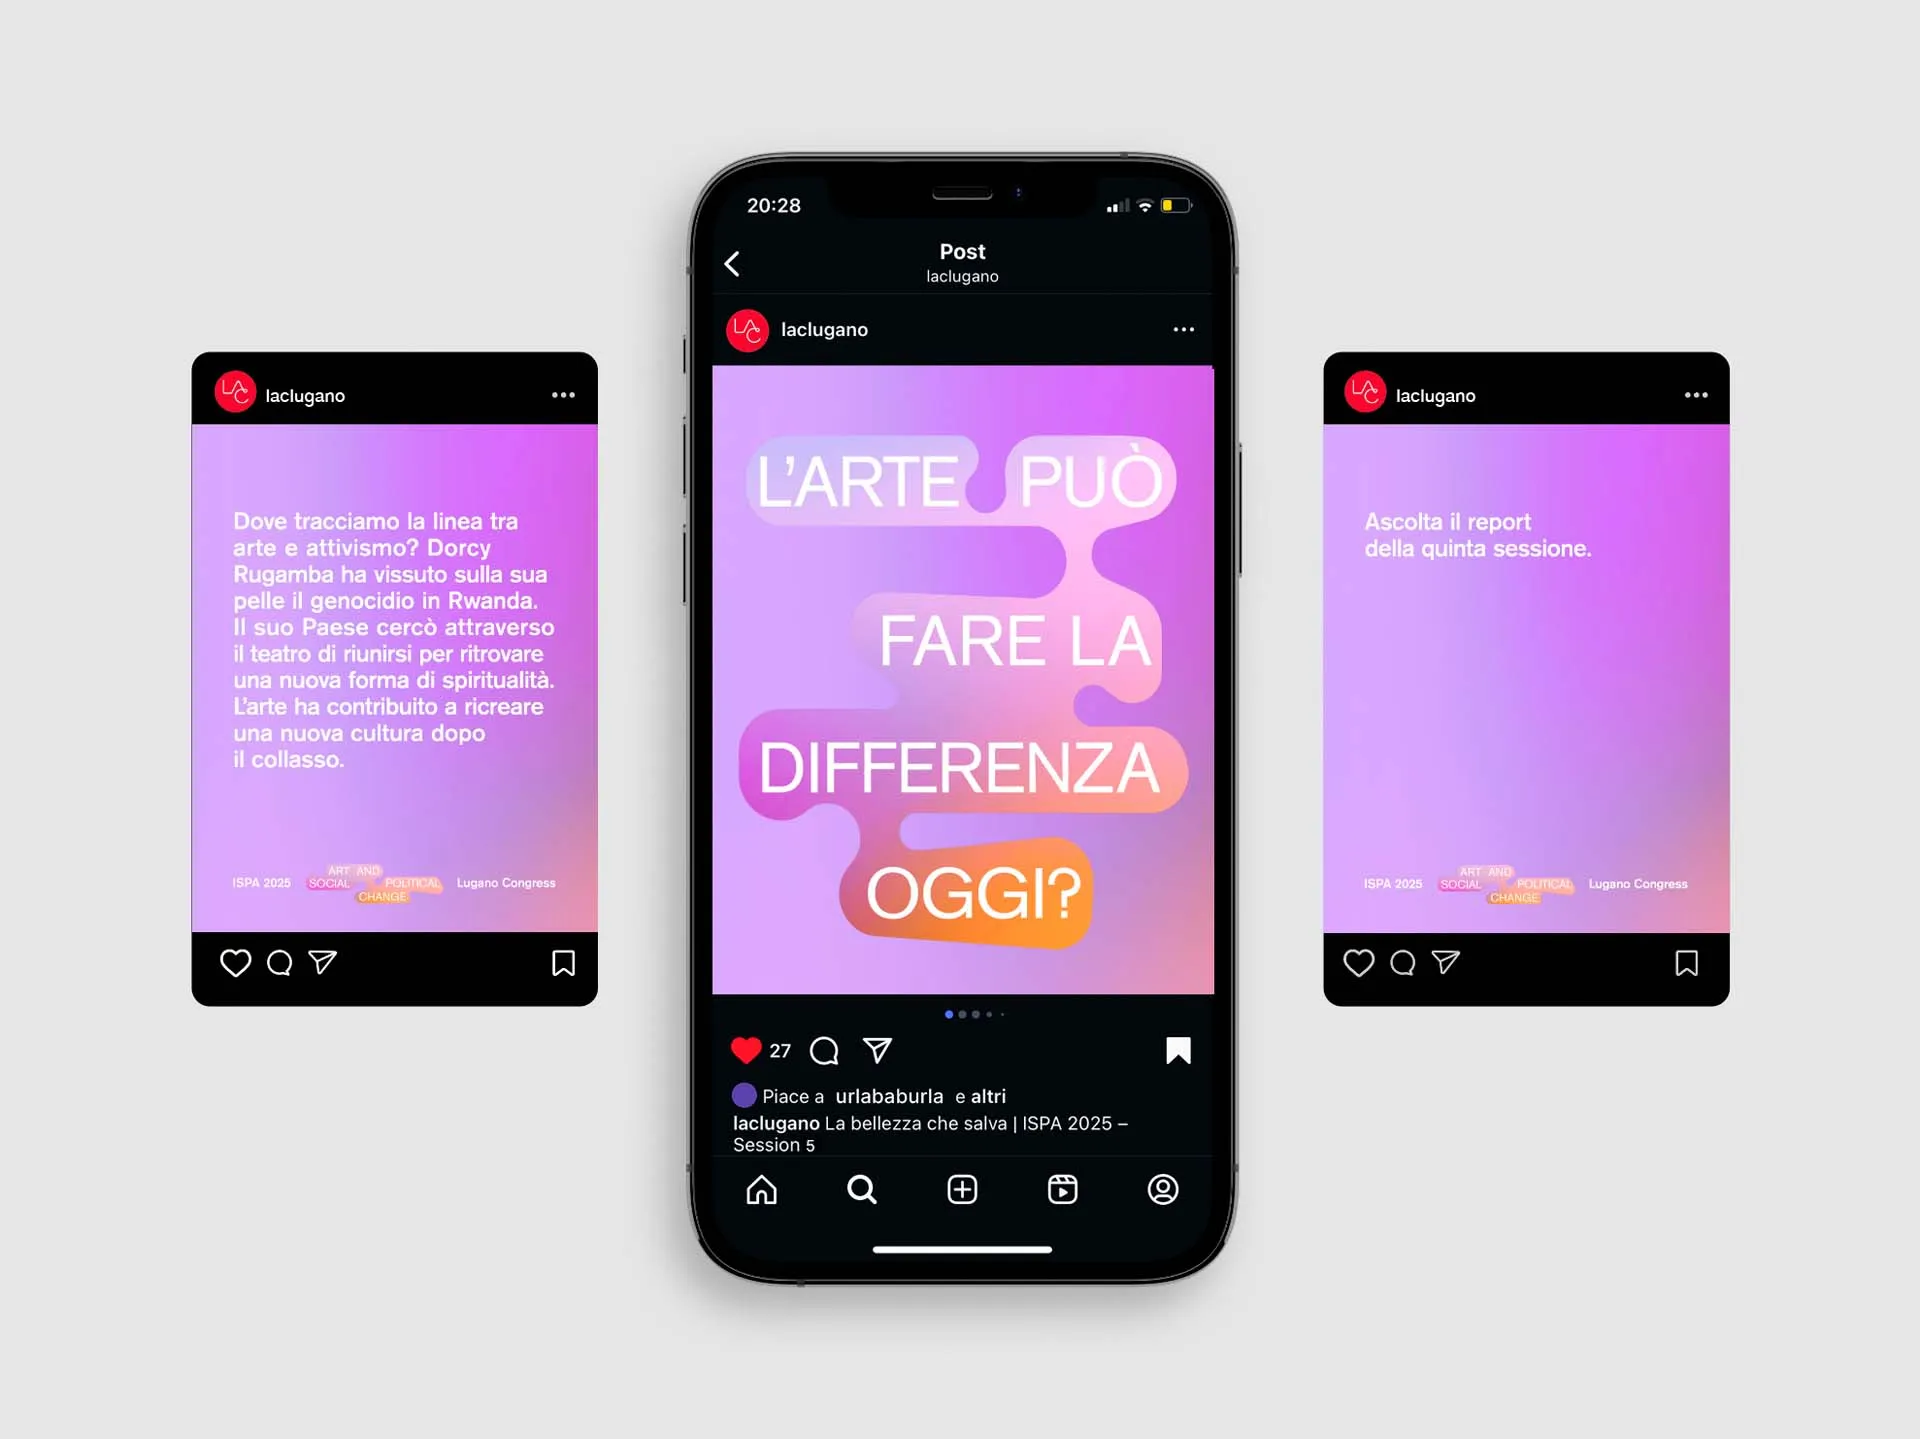 LAC laclugano
Dove tracciamo la linea tra
arte e attivismo? Dorcy
Rugamba ha vissuto sulla sua
pelle il genocidio in Rwanda.
Il suo Paese cercò attraverso
il teatro di riunirsi per ritrovare
una nuova forma di spiritualità.
L'arte ha contribuito a ricreare
una nuova cultura dopo
il collasso.
ISPA 2025
ART AND
SOCIAL POLITICAL
CHANGE
Lugano Congress
20:28
Post
laclugano
LAC laclugano
L'ARTE PUÒ
FARE LA
DIFFERENZA
OGGI?
27
Piace a urlababurla e altri
laclugano La bellezza che salva | ISPA 2025 –
Session 5
LAC laclugano
Ascolta il report
della quinta sessione.
ISPA 2025
ART AND
SOCIAL POLITICAL
CHANGE
Lugano Congress